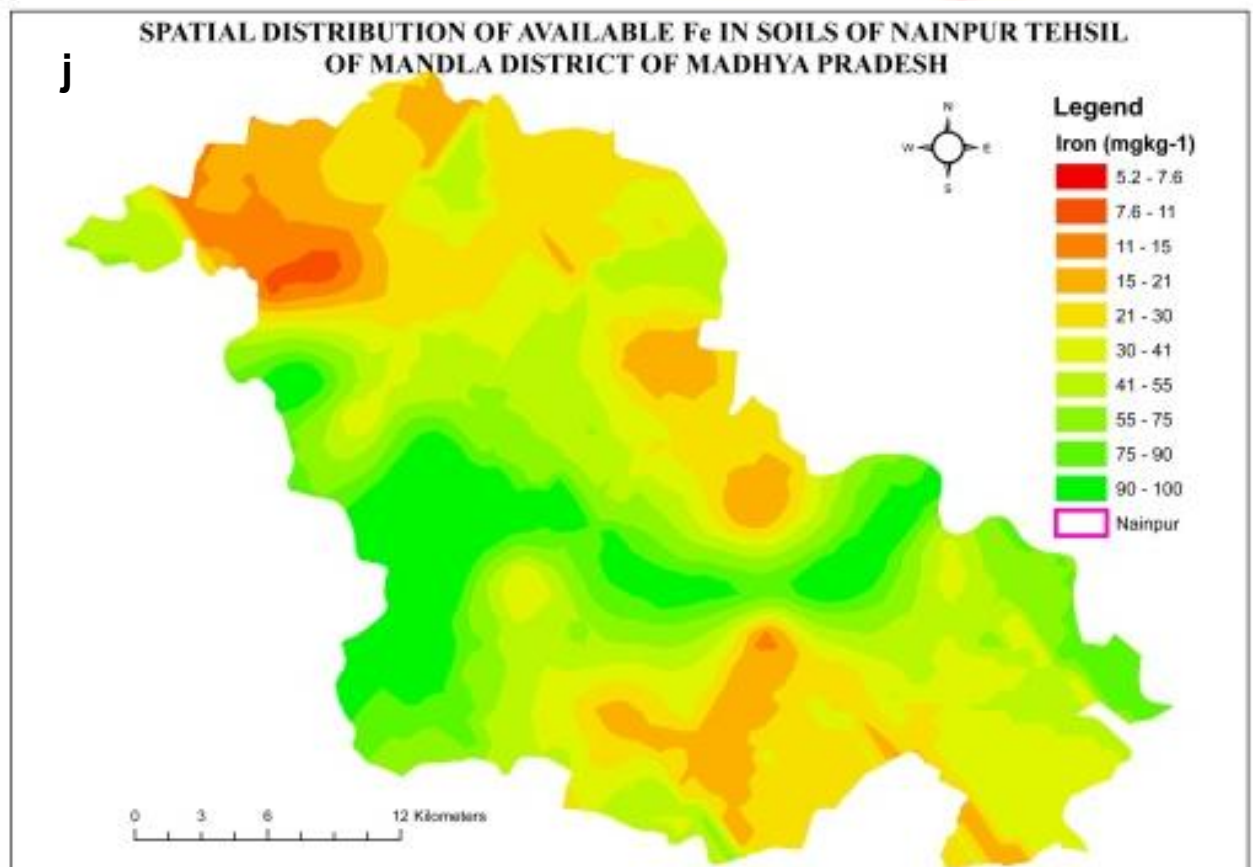 SPATIAL DISTRIBUTION OF AVAILABLE Fe IN SOILS OF NAINPUR TEHSIL
OF MANDLA DISTRICT OF MADHYA PRADESH
j
N
W E
S
Legend
Iron (mgkg-1)
5.2 - 7.6
7.6 - 11
11 - 15
15 - 21
21 - 30
30 - 41
41 - 55
55 - 75
75 - 90
90 - 100
Nainpur
0 3 6 12 Kilometers